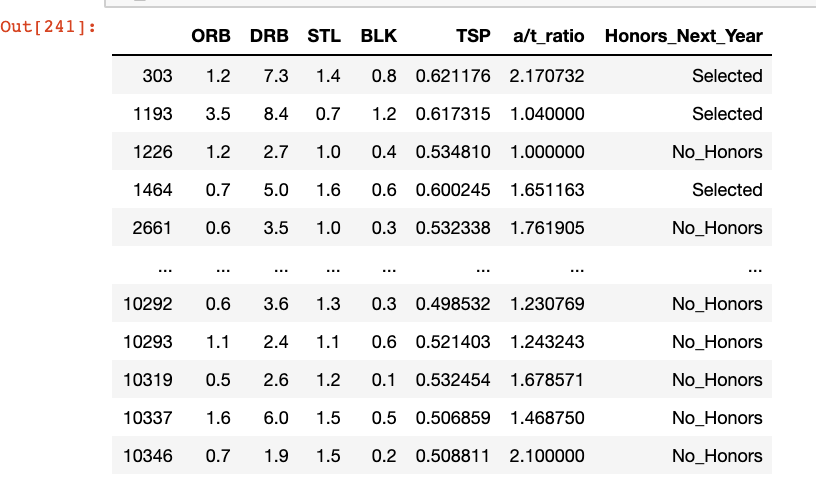 Out[241]:
ORB DRB STL BLK TSP a/t_ratio Honors_Next_Year
303 1.2 7.3 1.4 0.8 0.621176 2.170732 Selected
1193 3.5 8.4 0.7 1.2 0.617315 1.040000 Selected
1226 1.2 2.7 1.0 0.4 0.534810 1.000000 No_Honors
1464 0.7 5.0 1.6 0.6 0.600245 1.651163 Selected
2661 0.6 3.5 1.0 0.3 0.532338 1.761905 No_Honors
... ... ... ... ... ... ... ...
10292 0.6 3.6 1.3 0.3 0.498532 1.230769 No_Honors
10293 1.1 2.4 1.1 0.6 0.521403 1.243243 No_Honors
10319 0.5 2.6 1.2 0.1 0.532454 1.678571 No_Honors
10337 1.6 6.0 1.5 0.5 0.506859 1.468750 No_Honors
10346 0.7 1.9 1.5 0.2 0.508811 2.100000 No_Honors